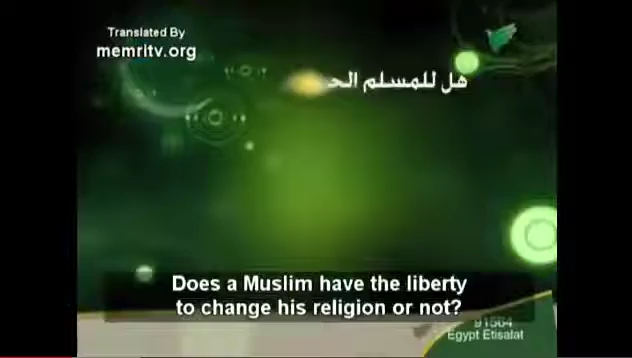 Translated By
memritv.org
هل للمسلم الحـ
Does a Muslim have the liberty
to change his religion or not?
91564
Egypt Etisalat